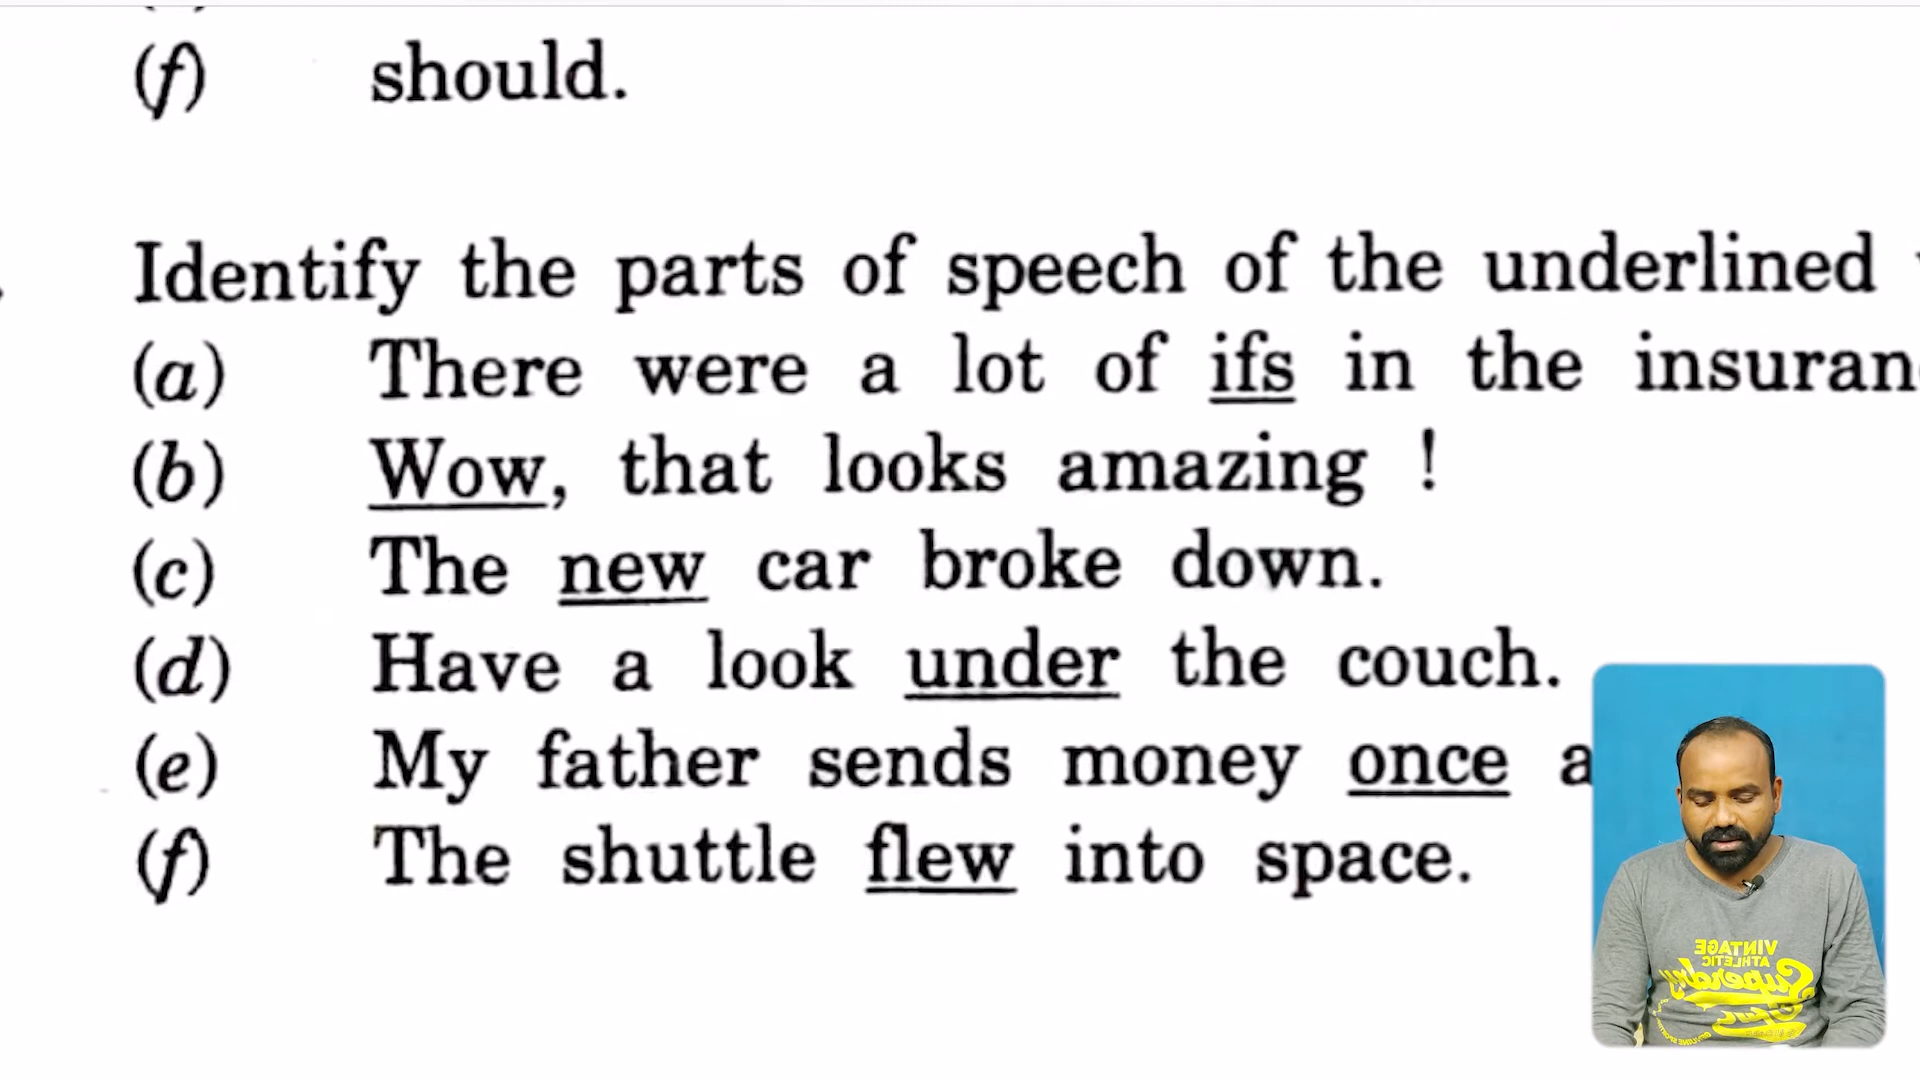 (f) should.
Identify the parts of speech of the underlined
(a) There were a lot of ifs in the
(b) Wow, that looks amazing !
(c) The new car broke down.
(d) Have a look under the couch.
(e) My father sends money once a
(f) The shuttle flew into space.
VINTAGE
ATHLETIC
Superdry